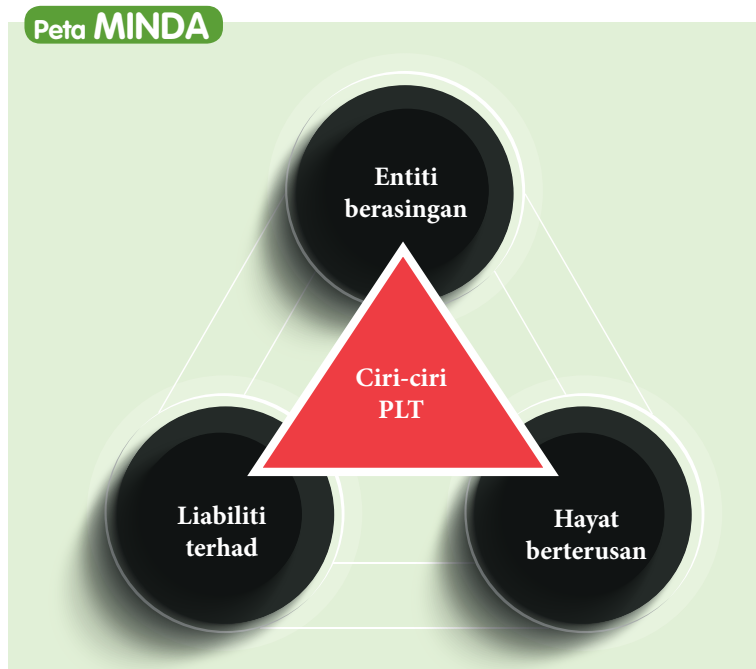 Peta MINDA
Entiti
berasingan
Ciri-ciri
PLT
Liabiliti
terhad
Hayat
berterusan